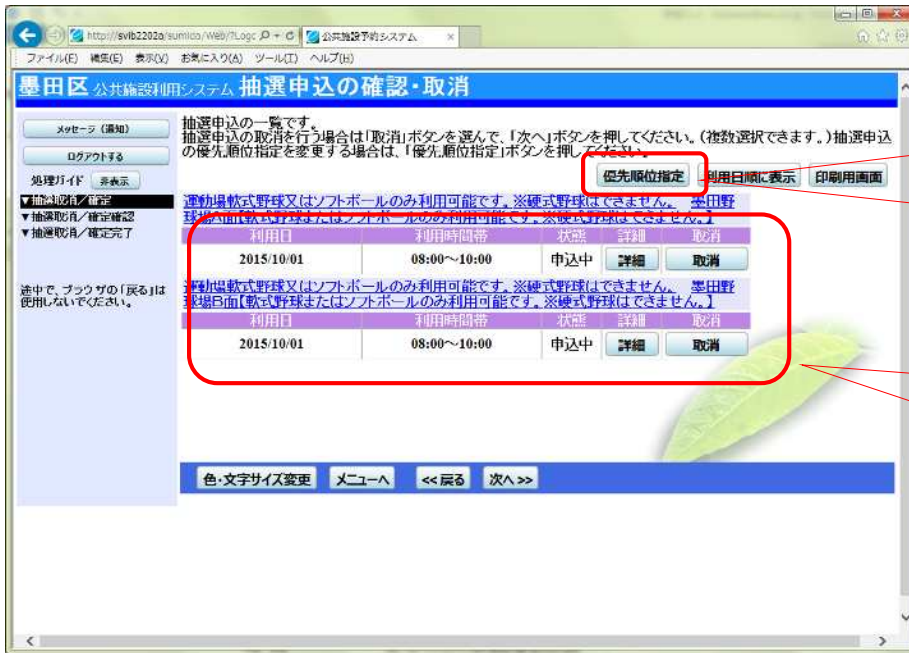 http://svib2202a/sumida/Web/?Logc
公共施設予約システム ×
ファイル(F) 編集(E) 表示(V) お気に入り(A) ツール(T) ヘルプ(H)
墨田区 公共施設利用システム 抽選申込の確認・取消
メッセージ（通知）
ログアウトする
処理ガイド 非表示
▼抽選取消／確定
▼抽選取消／確定確認
▼抽選取消／確定完了
途中で、ブラウザの「戻る」は
使用しないでください。
抽選申込の一覧です。
抽選申込の取消を行う場合は「取消」ボタンを選んで、「次へ」ボタンを押してください。（複数選択できます。）抽選申込
の優先順位指定を変更する場合は、「優先順位指定」ボタンを押してください。
優先順位指定 利用日順に表示 印刷用画面
運動場軟式野球又はソフトボールのみ利用可能です。※硬式野球はできません。 墨田野
球場A面【軟式野球またはソフトボールのみ利用可能です。※硬式野球はできません。】
利用日 利用時間帯 状態 詳細 取消
2015/10/01 08:00～10:00 申込中 詳細 取消
運動場軟式野球又はソフトボールのみ利用可能です。※硬式野球はできません。 墨田野
球場B面【軟式野球またはソフトボールのみ利用可能です。※硬式野球はできません。】
利用日 利用時間帯 状態 詳細 取消
2015/10/01 08:00～10:00 申込中 詳細 取消
色・文字サイズ変更 メニューへ <<戻る 次へ>>